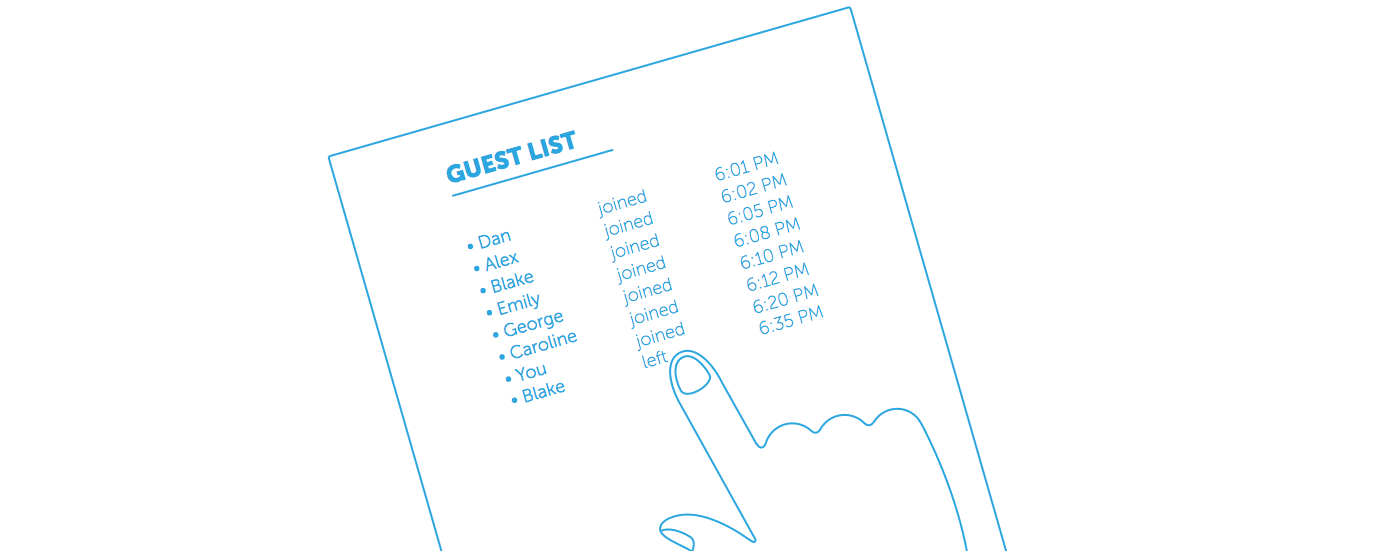 GUEST LIST
• Dan joined 6:01 PM
• Alex joined 6:02 PM
• Blake joined 6:05 PM
• Emily joined 6:08 PM
• George joined 6:10 PM
• Caroline joined 6:12 PM
• You joined 6:20 PM
• Blake left 6:35 PM